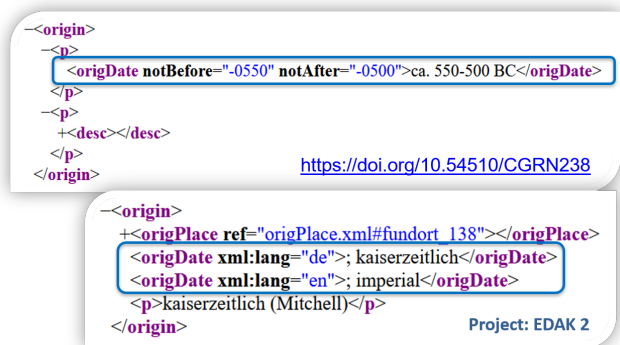 −<origin>
−<p>
<origDate notBefore="-0550" notAfter="-0500">ca. 550-500 BC</origDate>
</p>
−<p>
+<desc></desc>
</p>
</origin>
https://doi.org/10.54510/CGRN238
−<origin>
+<origPlace ref="origPlace.xml#fundort_138"></origPlace>
<origDate xml:lang="de">; kaiserzeitlich</origDate>
<origDate xml:lang="en">; imperial</origDate>
<p>kaiserzeitlich (Mitchell)</p>
</origin>
Project: EDAK 2